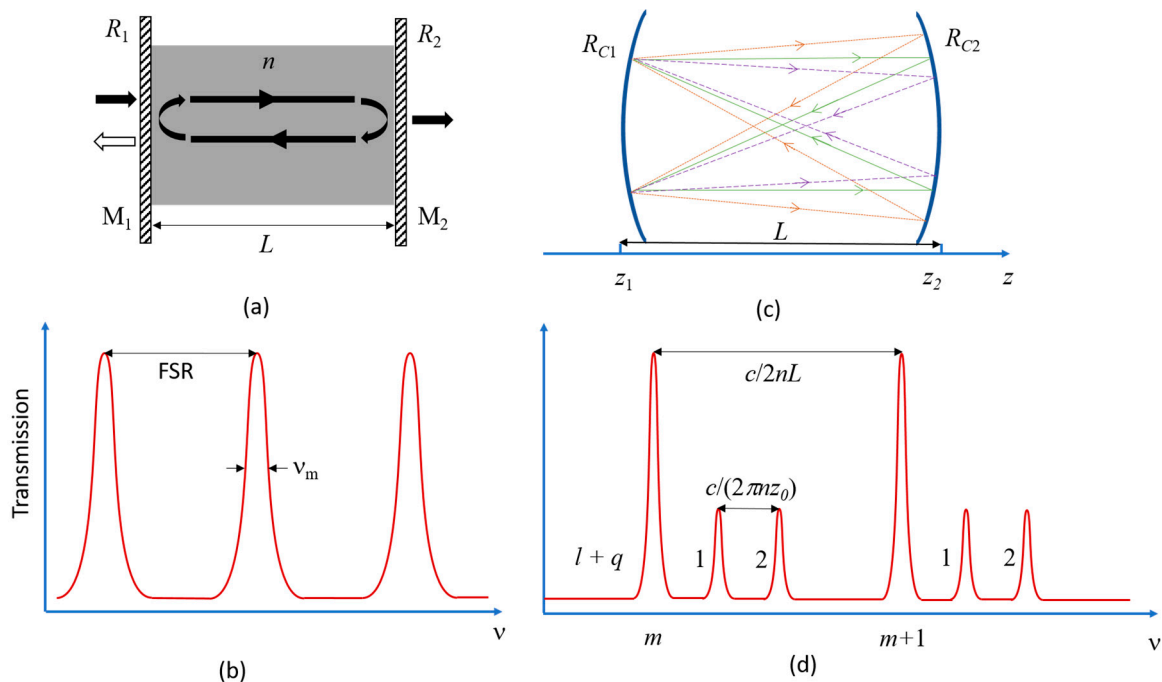 R1
R2
n
M1
M2
L
(a)
RC1
RC2
L
z1
z2
z
(c)
Transmission
FSR
νm
ν
(b)
c/2nL
c/(2πnz0)
l + q
1
2
1
2
m
m+1
ν
(d)